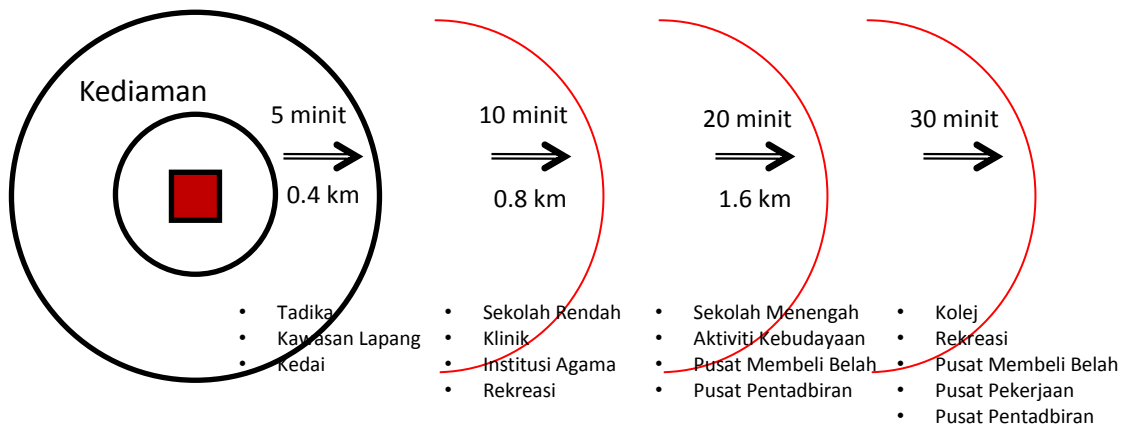 Kediaman
5 minit
0.4 km
10 minit
0.8 km
20 minit
1.6 km
30 minit
• Tadika
• Kawasan Lapang
• Kedai
• Sekolah Rendah
• Klinik
• Institusi Agama
• Rekreasi
• Sekolah Menengah
• Aktiviti Kebudayaan
• Pusat Membeli Belah
• Pusat Pentadbiran
• Kolej
• Rekreasi
• Pusat Membeli Belah
• Pusat Pekerjaan
• Pusat Pentadbiran